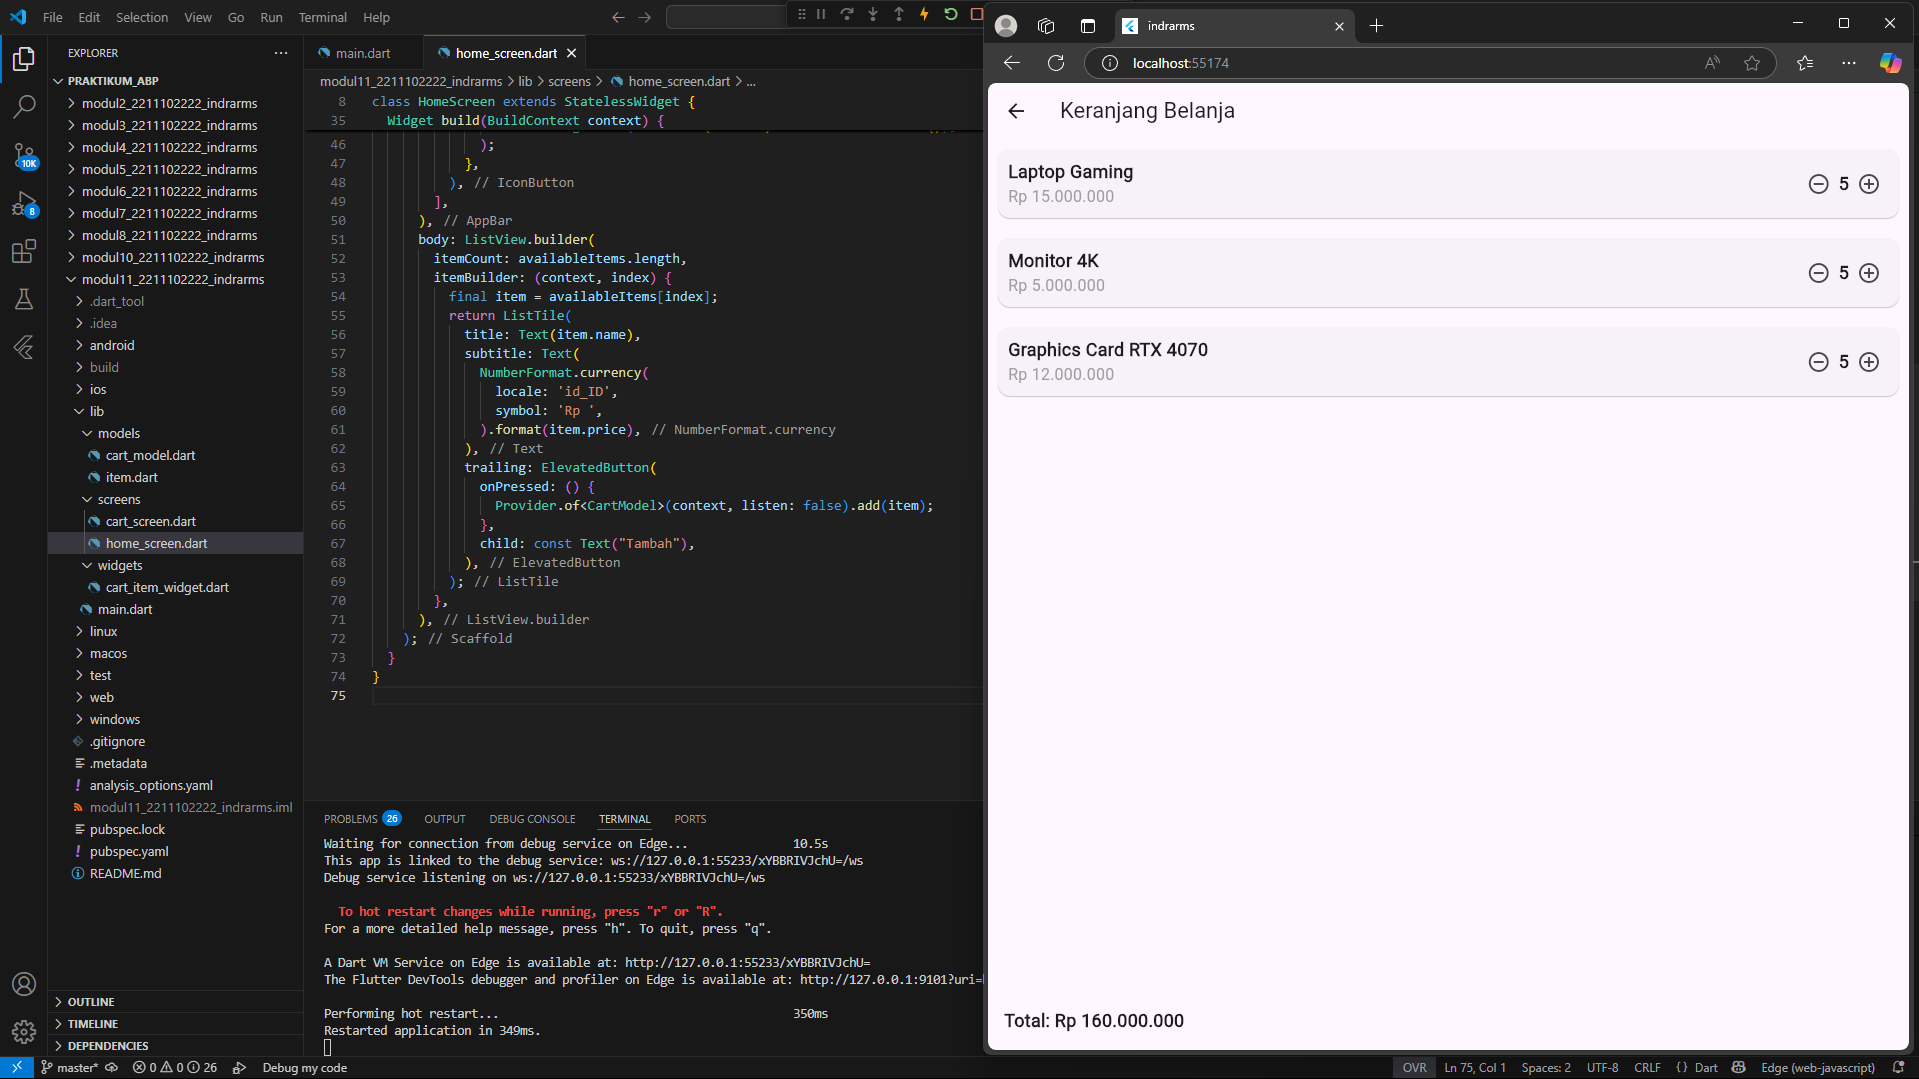 File Edit Selection View Go Run Terminal Help
EXPLORER
PRAKTIKUM_ABP
modul2_2211102222_indrarms
modul3_2211102222_indrarms
modul4_2211102222_indrarms
modul5_2211102222_indrarms
modul6_2211102222_indrarms
modul7_2211102222_indrarms
modul8_2211102222_indrarms
modul10_2211102222_indrarms
modul11_2211102222_indrarms
.dart_tool
.idea
android
build
ios
lib
models
cart_model.dart
item.dart
screens
cart_screen.dart
home_screen.dart
widgets
cart_item_widget.dart
main.dart
linux
macos
test
web
windows
.gitignore
.metadata
analysis_options.yaml
modul11_2211102222_indrarms.iml
pubspec.lock
pubspec.yaml
README.md
OUTLINE
TIMELINE
DEPENDENCIES
10K
8
main.dart
home_screen.dart
modul11_2211102222_indrarms > lib > screens > home_screen.dart > ...
8 class HomeScreen extends StatelessWidget {
35 Widget build(BuildContext context) {
46 );
47 },
48 ), // IconButton
49 ],
50 ), // AppBar
51 body: ListView.builder(
52 itemCount: availableItems.length,
53 itemBuilder: (context, index) {
54 final item = availableItems[index];
55 return ListTile(
56 title: Text(item.name),
57 subtitle: Text(
58 NumberFormat.currency(
59 locale: 'id_ID',
60 symbol: 'Rp ',
61 ).format(item.price), // NumberFormat.currency
62 ), // Text
63 trailing: ElevatedButton(
64 onPressed: () {
65 Provider.of<CartModel>(context, listen: false).add(item);
66 },
67 child: const Text("Tambah"),
68 ), // ElevatedButton
69 ); // ListTile
70 },
71 ), // ListView.builder
72 ); // Scaffold
73 }
74 }
75
PROBLEMS 26 OUTPUT DEBUG CONSOLE TERMINAL PORTS
Waiting for connection from debug service on Edge... 10.5s
This app is linked to the debug service: ws://127.0.0.1:55233/xYBBRIVJchU=/ws
Debug service listening on ws://127.0.0.1:55233/xYBBRIVJchU=/ws
To hot restart changes while running, press "r" or "R".
For a more detailed help message, press "h". To quit, press "q".
A Dart VM Service on Edge is available at: http://127.0.0.1:55233/xYBBRIVJchU=
The Flutter DevTools debugger and profiler on Edge is available at: http://127.0.0.1:9101?uri=
Performing hot restart... 350ms
Restarted application in 349ms.
master* 0 0 26 Debug my code
OVR Ln 75, Col 1 Spaces: 2 UTF-8 CRLF {} Dart Edge (web-javascript)
indrarms
localhost:55174
Keranjang Belanja
Laptop Gaming
Rp 15.000.000
5
Monitor 4K
Rp 5.000.000
5
Graphics Card RTX 4070
Rp 12.000.000
5
Total: Rp 160.000.000